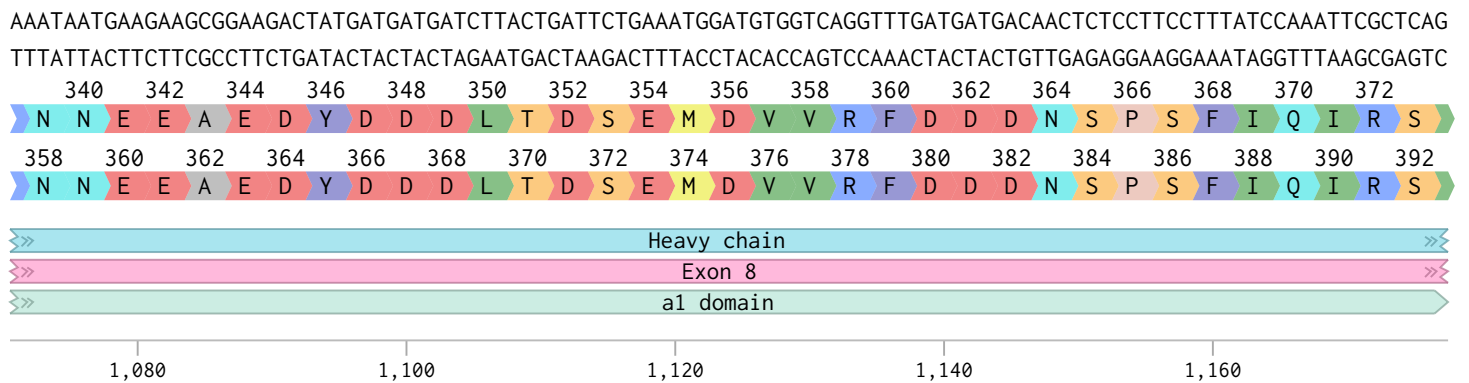 AAATAATGAAGAAGCGGAAGACTATGATGATGATCTTACTGATTCTGAAATGGATGTGGTCAGGTTTGATGATGACAACTCTCCTTCCTTTATCCAAATTCGCTCAG
TTTATTACTTCTTCGCCTTCTGATACTACTACTAGAATGACTAAGACTTTACCTACACCAGTCCAAACTACTACTGTTGAGAGGAAGGAAATAGGTTTAAGCGAGTC
340 342 344 346 348 350 352 354 356 358 360 362 364 366 368 370 372
N N E E A E D Y D D D L T D S E M D V V R F D D D N S P S F I Q I R S
358 360 362 364 366 368 370 372 374 376 378 380 382 384 386 388 390 392
N N E E A E D Y D D D L T D S E M D V V R F D D D N S P S F I Q I R S
Heavy chain
Exon 8
a1 domain
1,080 1,100 1,120 1,140 1,160